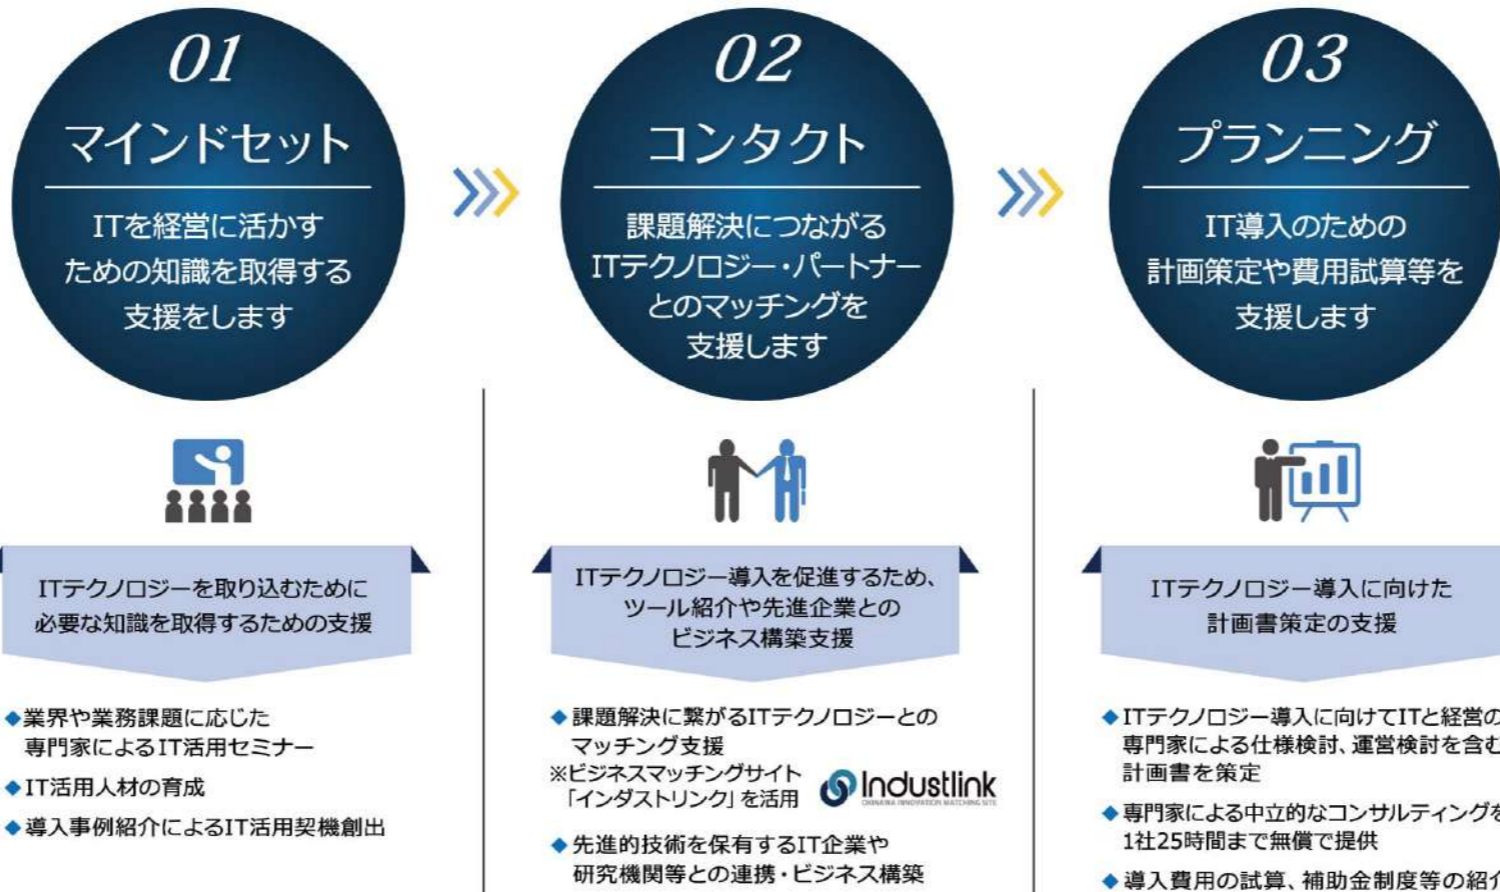 01
マインドセット
ITを経営に活かす
ための知識を取得する
支援をします
ITテクノロジーを取り込むために
必要な知識を取得するための支援
◆業界や業務課題に応じた
専門家によるIT活用セミナー
◆IT活用人材の育成
◆導入事例紹介によるIT活用契機創出
02
コンタクト
課題解決につながる
ITテクノロジー・パートナー
とのマッチングを
支援します
ITテクノロジー導入を促進するため、
ツール紹介や先進企業との
ビジネス構築支援
◆課題解決に繋がるITテクノロジーとの
マッチング支援
※ビジネスマッチングサイト
「インダストリンク」を活用
Industlink
OKINAWA INNOVATION MATCHING SITE
◆先進的技術を保有するIT企業や
研究機関等との連携・ビジネス構築
03
プランニング
IT導入のための
計画策定や費用試算等を
支援します
ITテクノロジー導入に向けた
計画書策定の支援
◆ITテクノロジー導入に向けてITと経営の
専門家による仕様検討、運営検討を含む
計画書を策定
◆専門家による中立的なコンサルティングを
1社25時間まで無償で提供
◆導入費用の試算、補助金制度等の紹介